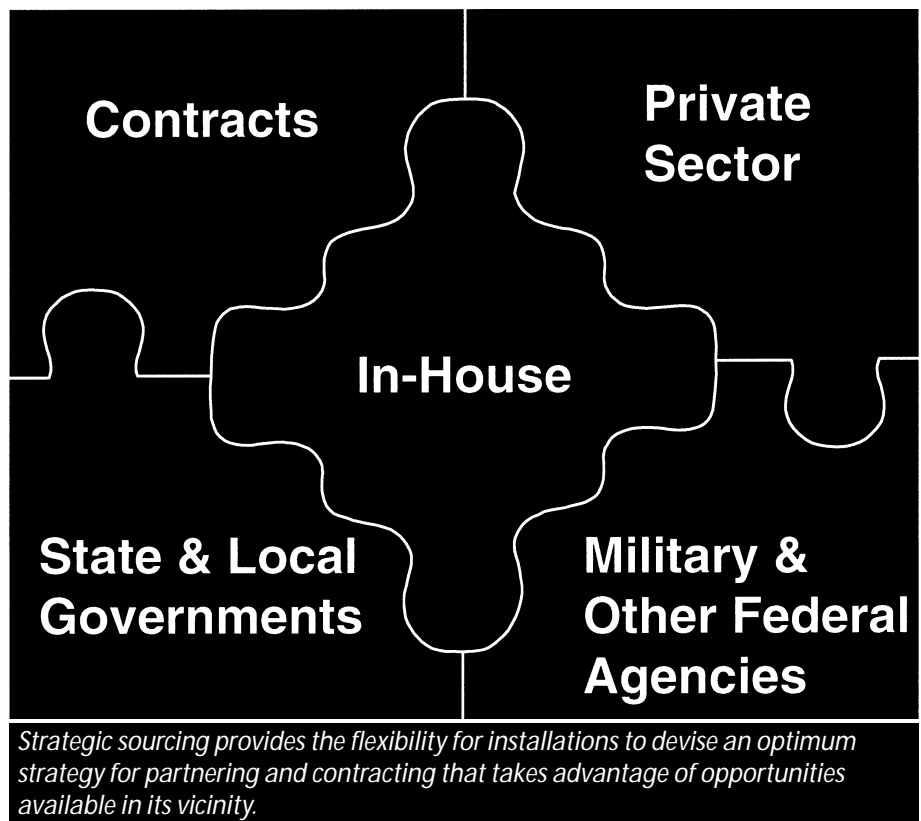 Contracts
Private
Sector
In-House
State & Local
Governments
Military &
Other Federal
Agencies
Strategic sourcing provides the flexibility for installations to devise an optimum
strategy for partnering and contracting that takes advantage of opportunities
available in its vicinity.